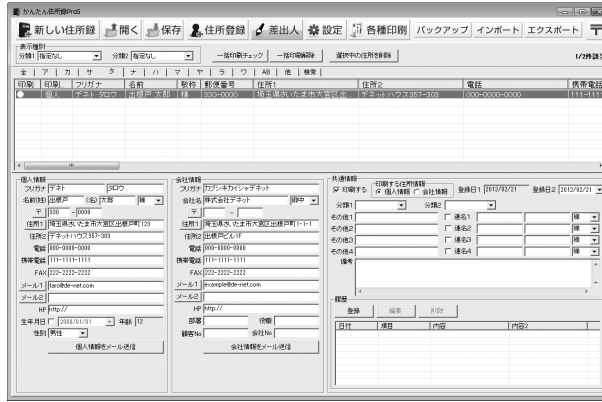 かんたん住所録Pro5
新しい住所録 開く 保存 住所登録 差出人 設定 各種印刷 バックアップ インポート エクスポート 〒
表示種別
分類1 指定なし 分類2 指定なし 一括印刷チェック 一括印刷解除 選択中の住所を削除 1/2件該
全 ア カ サ タ ナ ハ マ ヤ ラ ワ AB 他 検索
印刷 印刷.. フリガナ 名前 敬称 郵便番号 住所1 住所2 電話 携帯電話
個人 デネト タロウ 出根戸 太郎 様 330-0000 埼玉県さいたま市大宮区出.. デネットハウス357-303 000-0000-0000 111-1111
個人情報
フリガナ デネト タロウ
名前(姓) 出根戸 (名) 太郎 様
〒 330 - 0000
住所1 埼玉県さいたま市大宮区出根戸町123
住所2 デネットハウス357-303
電話 000-0000-0000
携帯電話 111-1111-1111
FAX 222-2222-2222
メール1 taro@de-net.com
メール2
HP http://
生年月日 2000/01/01 年齢 12
性別 男性
個人情報をメール送信
会社情報
フリガナ カブシキカイシャデネット
会社名 株式会社デネット 御中
〒 -
住所1 埼玉県さいたま市大宮区出根戸町1-1-1
住所2 出根戸ビル1F
電話 000-0000-0000
携帯電話 111-1111-1111
FAX 222-2222-2222
メール1 example@de-net.com
メール2
HP http://
部署 役職
顧客No 会社No
会社情報をメール送信
共通情報
印刷する 印刷する住所情報 個人情報 会社情報 登録日1 2012/02/21 登録日2 2012/02/21
分類1 分類2
その他1 連名1 様
その他2 連名2 様
その他3 連名3 様
その他4 連名4 様
備考
履歴
登録 編集 削除
日付 項目 内容 内容2